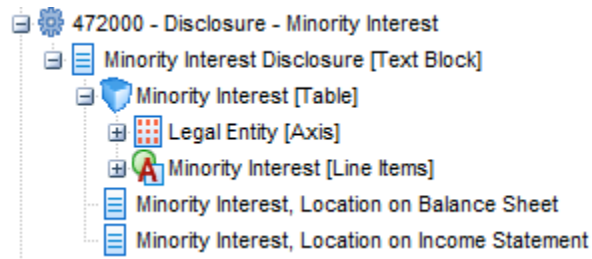 472000 - Disclosure - Minority Interest
Minority Interest Disclosure [Text Block]
Minority Interest [Table]
Legal Entity [Axis]
Minority Interest [Line Items]
Minority Interest, Location on Balance Sheet
Minority Interest, Location on Income Statement